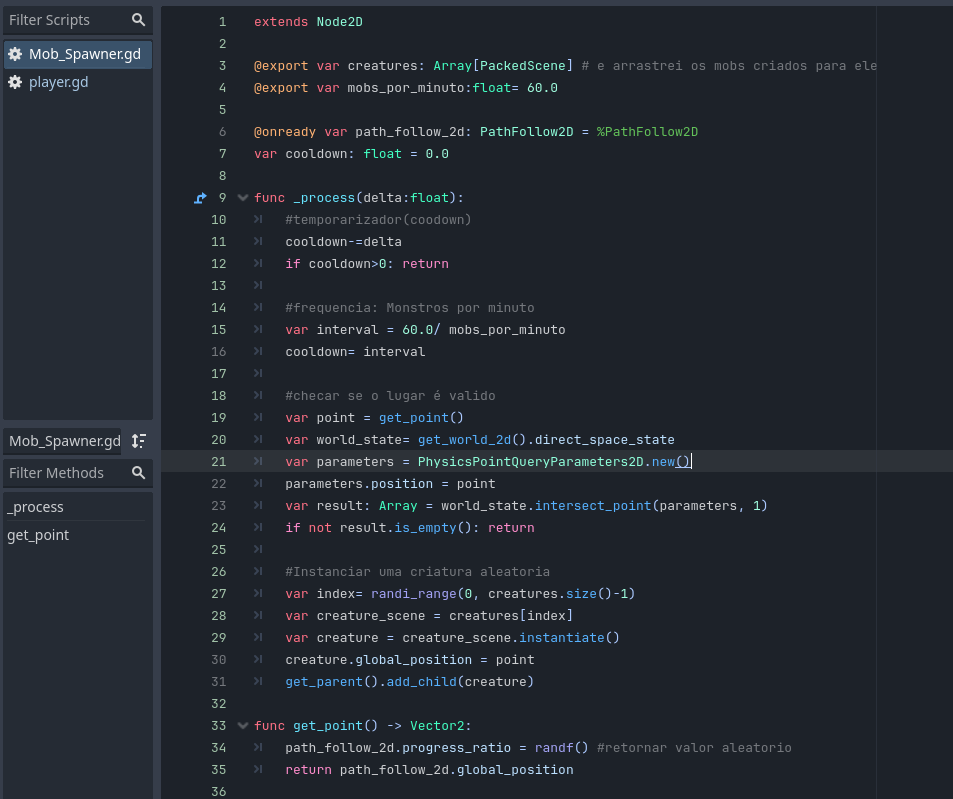 Filter Scripts
Mob_Spawner.gd
player.gd
Mob_Spawner.gd
Filter Methods
_process
get_point
1 extends Node2D
2
3 @export var creatures: Array[PackedScene] # e arrastrei os mobs criados para ele
4 @export var mobs_por_minuto:float= 60.0
5
6 @onready var path_follow_2d: PathFollow2D = %PathFollow2D
7 var cooldown: float = 0.0
8
9 func _process(delta:float):
10 #temporarizador(coodown)
11 cooldown-=delta
12 if cooldown>0: return
13
14 #frequencia: Monstros por minuto
15 var interval = 60.0/ mobs_por_minuto
16 cooldown= interval
17
18 #checar se o lugar é valido
19 var point = get_point()
20 var world_state= get_world_2d().direct_space_state
21 var parameters = PhysicsPointQueryParameters2D.new()
22 parameters.position = point
23 var result: Array = world_state.intersect_point(parameters, 1)
24 if not result.is_empty(): return
25
26 #Instanciar uma criatura aleatoria
27 var index= randi_range(0, creatures.size()-1)
28 var creature_scene = creatures[index]
29 var creature = creature_scene.instantiate()
30 creature.global_position = point
31 get_parent().add_child(creature)
32
33 func get_point() -> Vector2:
34 path_follow_2d.progress_ratio = randf() #retornar valor aleatorio
35 return path_follow_2d.global_position
36